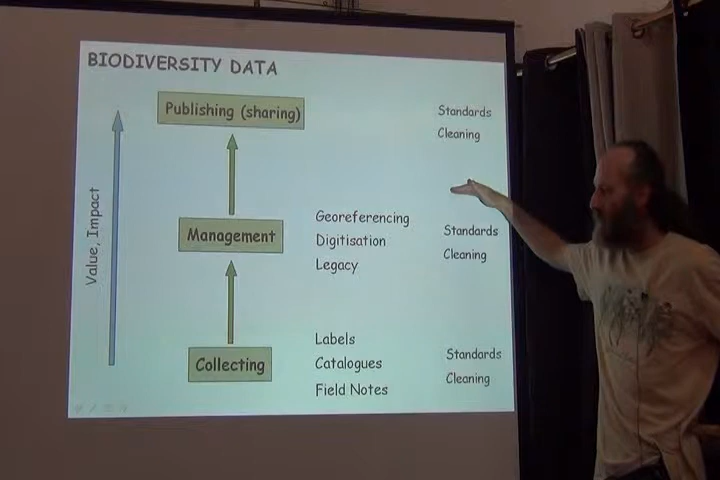 BIODIVERSITY DATA
Publishing (sharing)
Standards
Cleaning
Value, Impact
Management
Georeferencing
Digitisation
Legacy
Standards
Cleaning
Collecting
Labels
Catalogues
Field Notes
Standards
Cleaning